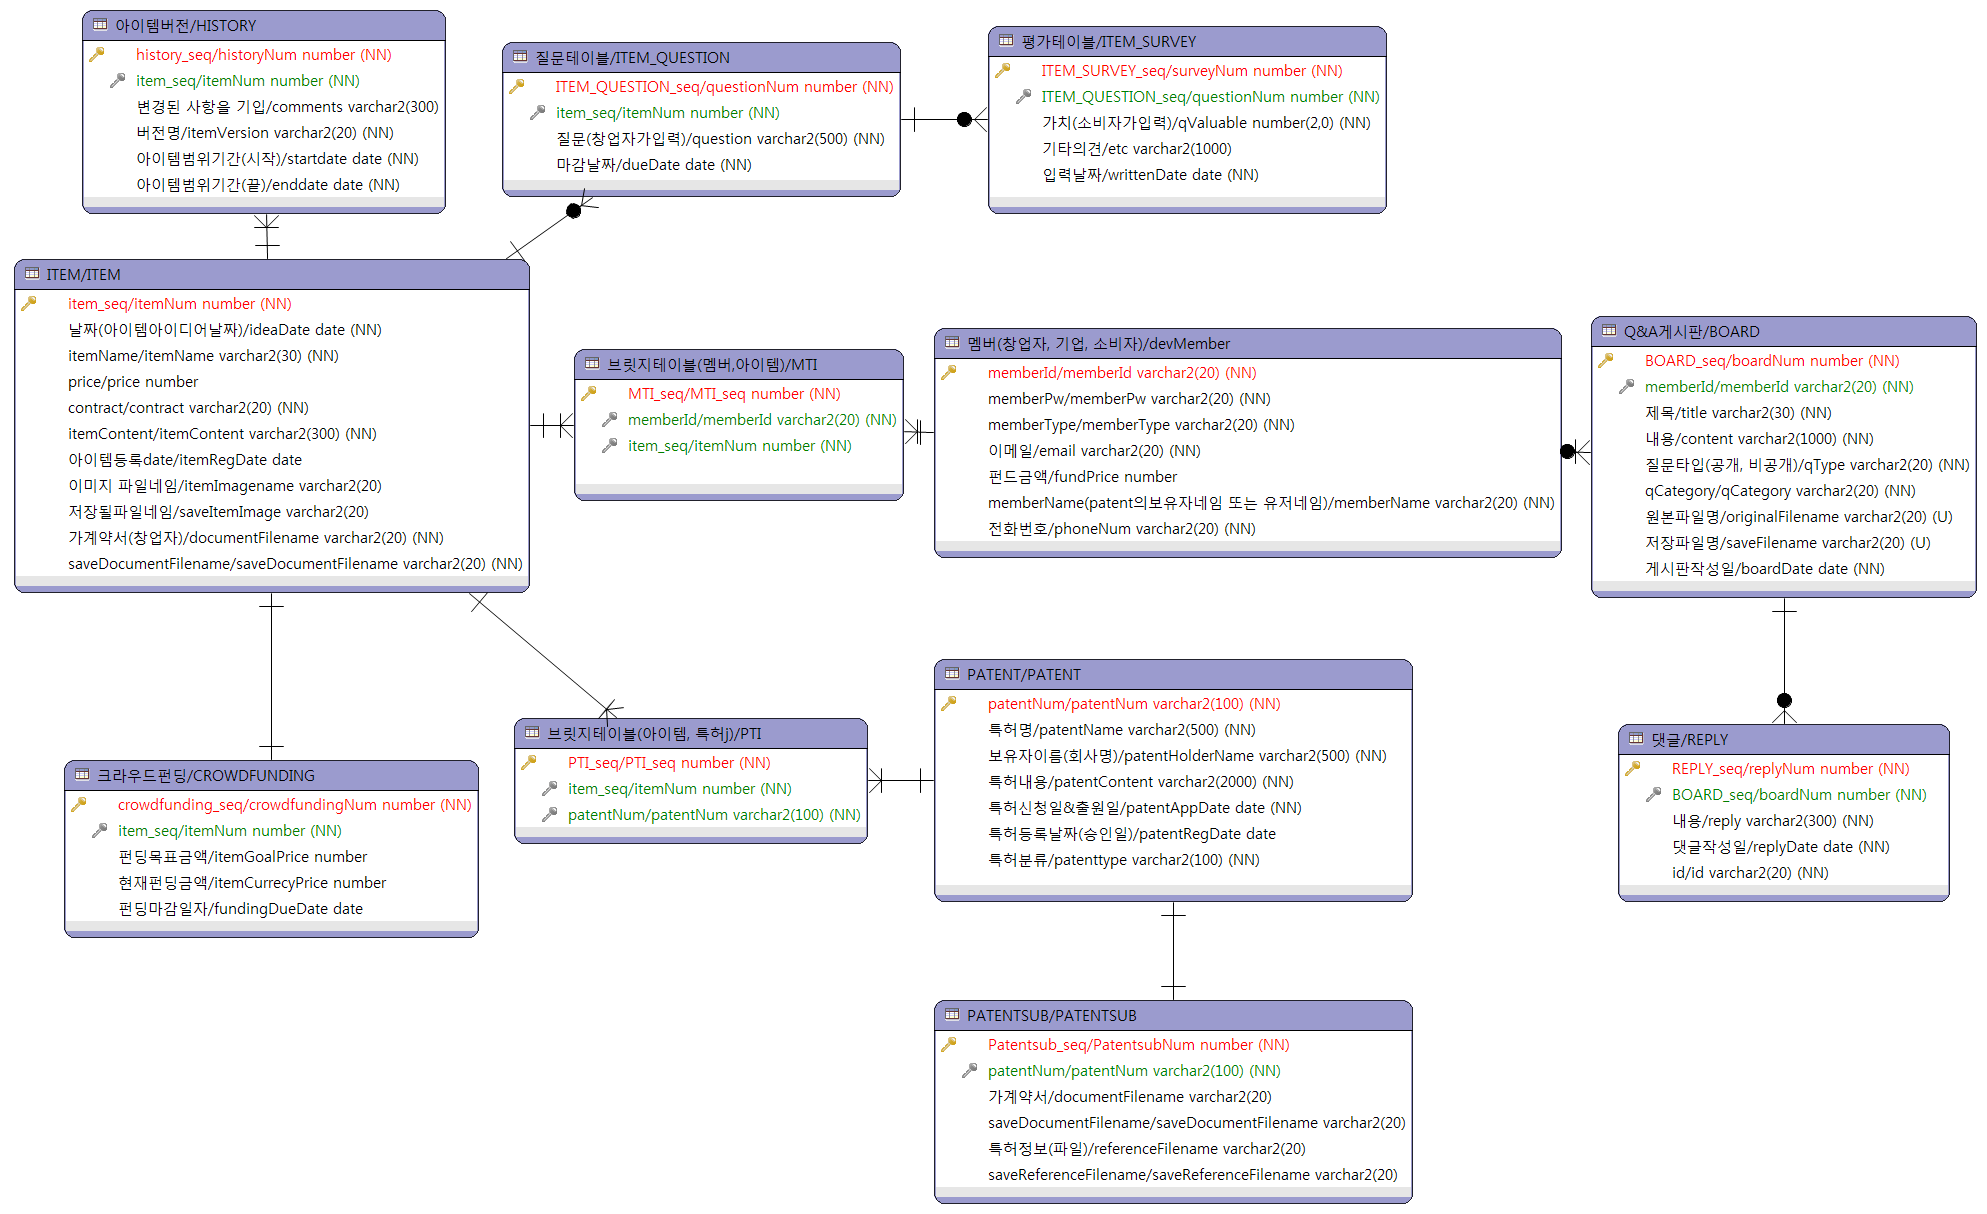 아이템버전/HISTORY
history_seq/historyNum number (NN)
item_seq/itemNum number (NN)
변경된 사항을 기입/comments varchar2(300)
버전명/itemVersion varchar2(20) (NN)
아이템범위기간(시작)/startdate date (NN)
아이템범위기간(끝)/enddate date (NN)
질문테이블/ITEM_QUESTION
ITEM_QUESTION_seq/questionNum number (NN)
item_seq/itemNum number (NN)
질문(창업자가입력)/question varchar2(500) (NN)
마감날짜/dueDate date (NN)
평가테이블/ITEM_SURVEY
ITEM_SURVEY_seq/surveyNum number (NN)
ITEM_QUESTION_seq/questionNum number (NN)
가치(소비자가입력)/qValuable number(2,0) (NN)
기타의견/etc varchar2(1000)
입력날짜/writtenDate date (NN)
ITEM/ITEM
item_seq/itemNum number (NN)
날짜(아이템아이디어날짜)/ideaDate date (NN)
itemName/itemName varchar2(30) (NN)
price/price number
contract/contract varchar2(20) (NN)
itemContent/itemContent varchar2(300) (NN)
아이템등록date/itemRegDate date
이미지 파일네임/itemImagename varchar2(20)
저장될파일네임/saveItemImage varchar2(20)
가계약서(창업자)/documentFilename varchar2(20) (NN)
saveDocumentFilename/saveDocumentFilename varchar2(20) (NN)
브릿지테이블(멤버,아이템)/MTI
MTI_seq/MTI_seq number (NN)
memberId/memberId varchar2(20) (NN)
item_seq/itemNum number (NN)
멤버(창업자, 기업, 소비자)/devMember
memberId/memberId varchar2(20) (NN)
memberPw/memberPw varchar2(20) (NN)
memberType/memberType varchar2(20) (NN)
이메일/email varchar2(20) (NN)
펀드금액/fundPrice number
memberName(patent의보유자네임 또는 유저네임)/memberName varchar2(20) (NN)
전화번호/phoneNum varchar2(20) (NN)
Q&A게시판/BOARD
BOARD_seq/boardNum number (NN)
memberId/memberId varchar2(20) (NN)
제목/title varchar2(30) (NN)
내용/content varchar2(1000) (NN)
질문타입(공개, 비공개)/qType varchar2(20) (NN)
qCategory/qCategory varchar2(20) (NN)
원본파일명/originalFilename varchar2(20) (U)
저장파일명/saveFilename varchar2(20) (U)
게시판작성일/boardDate date (NN)
크라우드펀딩/CROWDFUNDING
crowdfunding_seq/crowdfundingNum number (NN)
item_seq/itemNum number (NN)
펀딩목표금액/itemGoalPrice number
현재펀딩금액/itemCurrecyPrice number
펀딩마감일자/fundingDueDate date
브릿지테이블(아이템, 특허j)/PTI
PTI_seq/PTI_seq number (NN)
item_seq/itemNum number (NN)
patentNum/patentNum varchar2(100) (NN)
PATENT/PATENT
patentNum/patentNum varchar2(100) (NN)
특허명/patentName varchar2(500) (NN)
보유자이름(회사명)/patentHolderName varchar2(500) (NN)
특허내용/patentContent varchar2(2000) (NN)
특허신청일&출원일/patentAppDate date (NN)
특허등록날짜(승인일)/patentRegDate date
특허분류/patenttype varchar2(100) (NN)
댓글/REPLY
REPLY_seq/replyNum number (NN)
BOARD_seq/boardNum number (NN)
내용/reply varchar2(300) (NN)
댓글작성일/replyDate date (NN)
id/id varchar2(20) (NN)
PATENTSUB/PATENTSUB
Patentsub_seq/PatentsubNum number (NN)
patentNum/patentNum varchar2(100) (NN)
가계약서/documentFilename varchar2(20)
saveDocumentFilename/saveDocumentFilename varchar2(20)
특허정보(파일)/referenceFilename varchar2(20)
saveReferenceFilename/saveReferenceFilename varchar2(20)